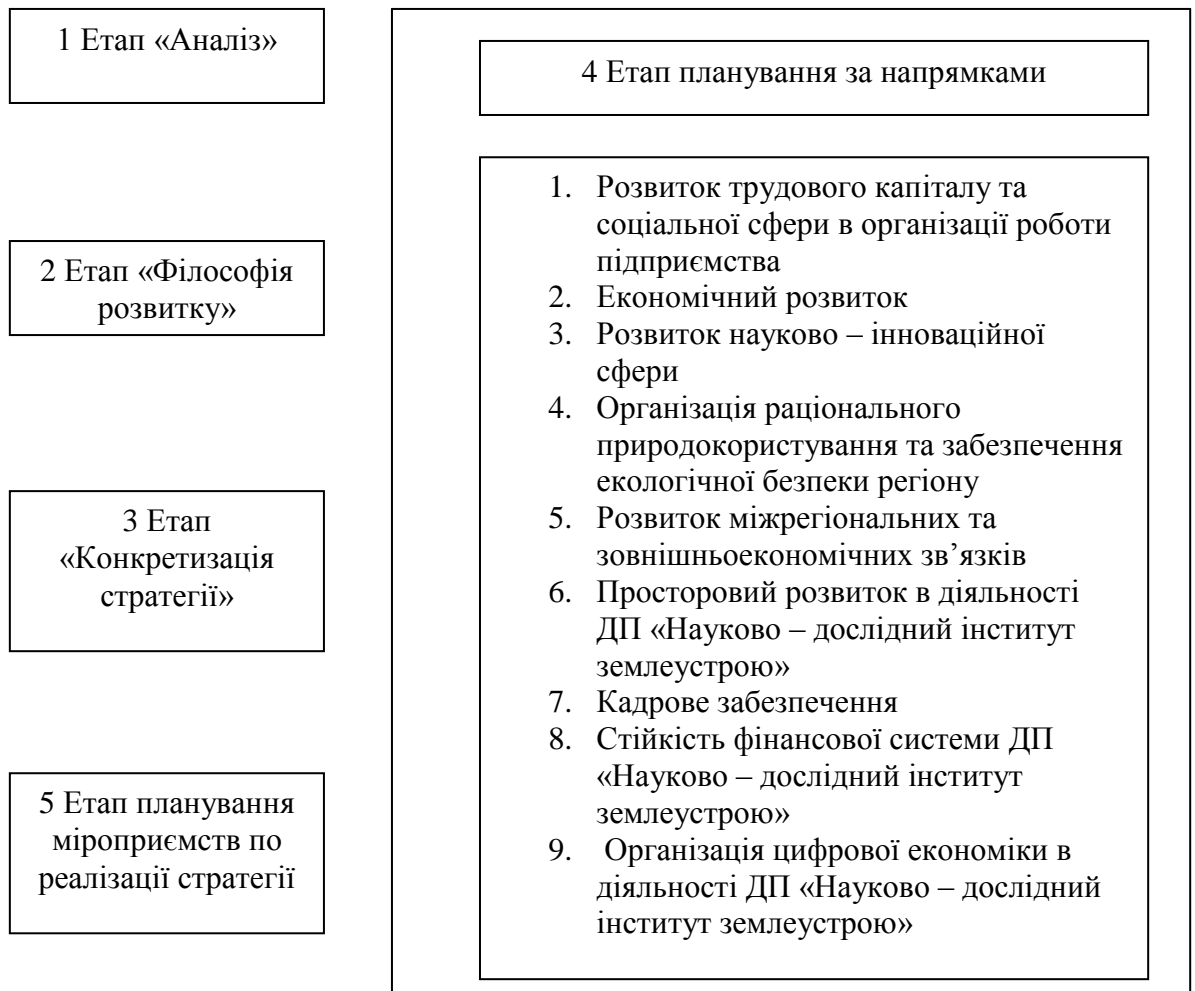 1 Етап «Аналіз»
2 Етап «Філософія
розвитку»
3 Етап
«Конкретизація
стратегії»
5 Етап планування
міроприємств по
реалізації стратегії
4 Етап планування за напрямками
1. Розвиток трудового капіталу та
соціальної сфери в організації роботи
підприємства
2. Економічний розвиток
3. Розвиток науково – інноваційної
сфери
4. Організація раціонального
природокористування та забезпечення
екологічної безпеки регіону
5. Розвиток міжрегіональних та
зовнішньоекономічних зв’язків
6. Просторовий розвиток в діяльності
ДП «Науково – дослідний інститут
землеустрою»
7. Кадрове забезпечення
8. Стійкість фінансової системи ДП
«Науково – дослідний інститут
землеустрою»
9. Організація цифрової економіки в
діяльності ДП «Науково – дослідний
інститут землеустрою»